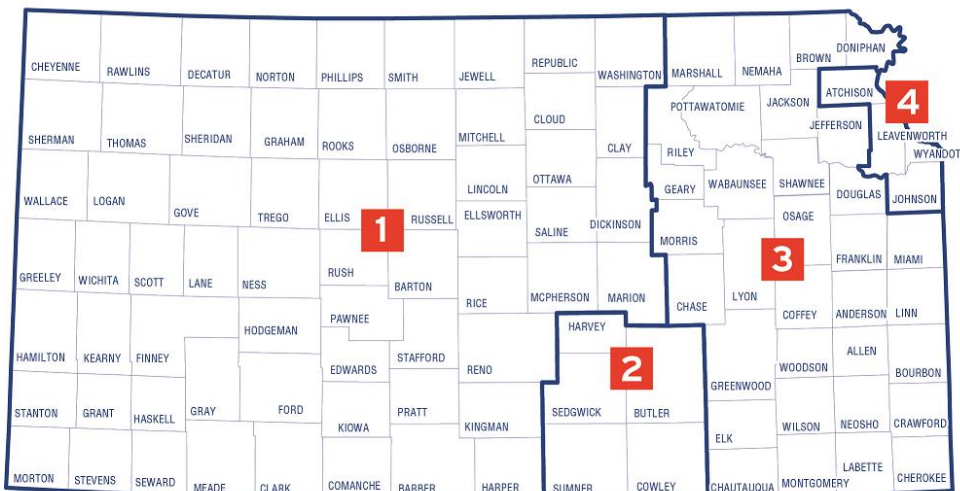 CHEYENNE RAWLINS DECATUR NORTON PHILLIPS SMITH JEWELL REPUBLIC WASHINGTON MARSHALL NEMAHA BROWN DONIPHAN
SHERMAN THOMAS SHERIDAN GRAHAM ROOKS OSBORNE MITCHELL CLOUD CLAY POTTAWATOMIE JACKSON ATCHISON 4
RILEY JEFFERSON LEAVENWORTH
WYANDOT
WALLACE LOGAN GOVE TREGO ELLIS 1 RUSSELL LINCOLN OTTAWA GEARY WABAUNSEE SHAWNEE DOUGLAS JOHNSON
ELLSWORTH SALINE DICKINSON MORRIS OSAGE
GREELEY WICHITA SCOTT LANE NESS RUSH BARTON RICE MCPHERSON MARION CHASE LYON 3 FRANKLIN MIAMI
HODGEMAN PAWNEE HARVEY COFFEY ANDERSON LINN
HAMILTON KEARNY FINNEY EDWARDS STAFFORD RENO 2 GREENWOOD WOODSON ALLEN BOURBON
STANTON GRANT HASKELL GRAY FORD KIOWA PRATT KINGMAN SEDGWICK BUTLER ELK WILSON NEOSHO CRAWFORD
MORTON STEVENS SEWARD MEADE CLARK COMANCHE BARBER HARPER SUMNER COWLEY CHAUTAUQUA MONTGOMERY LABETTE CHEROKEE